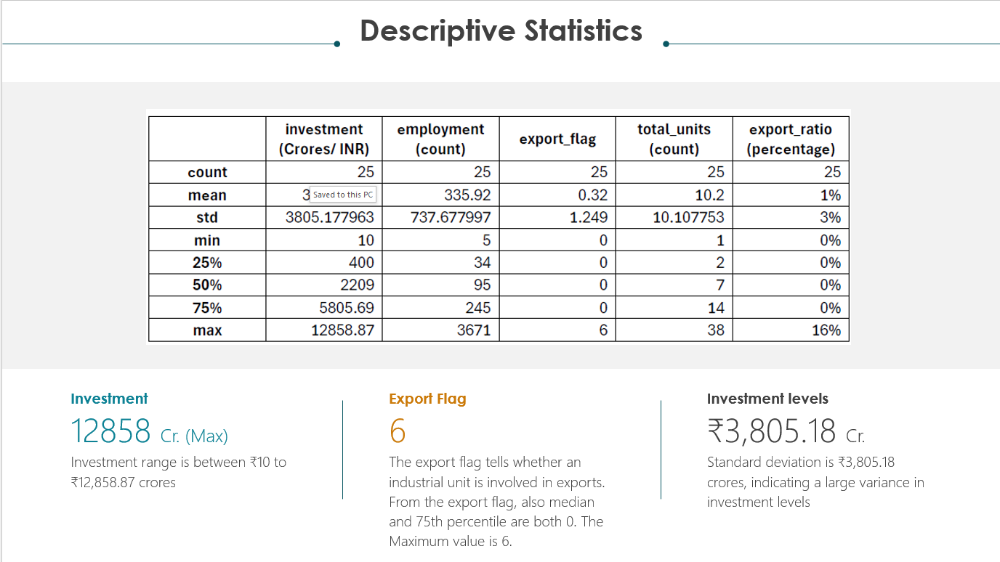 Descriptive Statistics
investment (Crores/ INR) employment (count) export_flag total_units (count) export_ratio (percentage)
count 25 25 25 25 25
mean 3 Saved to this PC 335.92 0.32 10.2 1%
std 3805.177963 737.677997 1.249 10.107753 3%
min 10 5 0 1 0%
25% 400 34 0 2 0%
50% 2209 95 0 7 0%
75% 5805.69 245 0 14 0%
max 12858.87 3671 6 38 16%
Investment
12858 Cr. (Max)
Investment range is between ₹10 to
₹12,858.87 crores
Export Flag
6
The export flag tells whether an
industrial unit is involved in exports.
From the export flag, also median
and 75th percentile are both 0. The
Maximum value is 6.
Investment levels
₹3,805.18 Cr.
Standard deviation is ₹3,805.18
crores, indicating a large variance in
investment levels